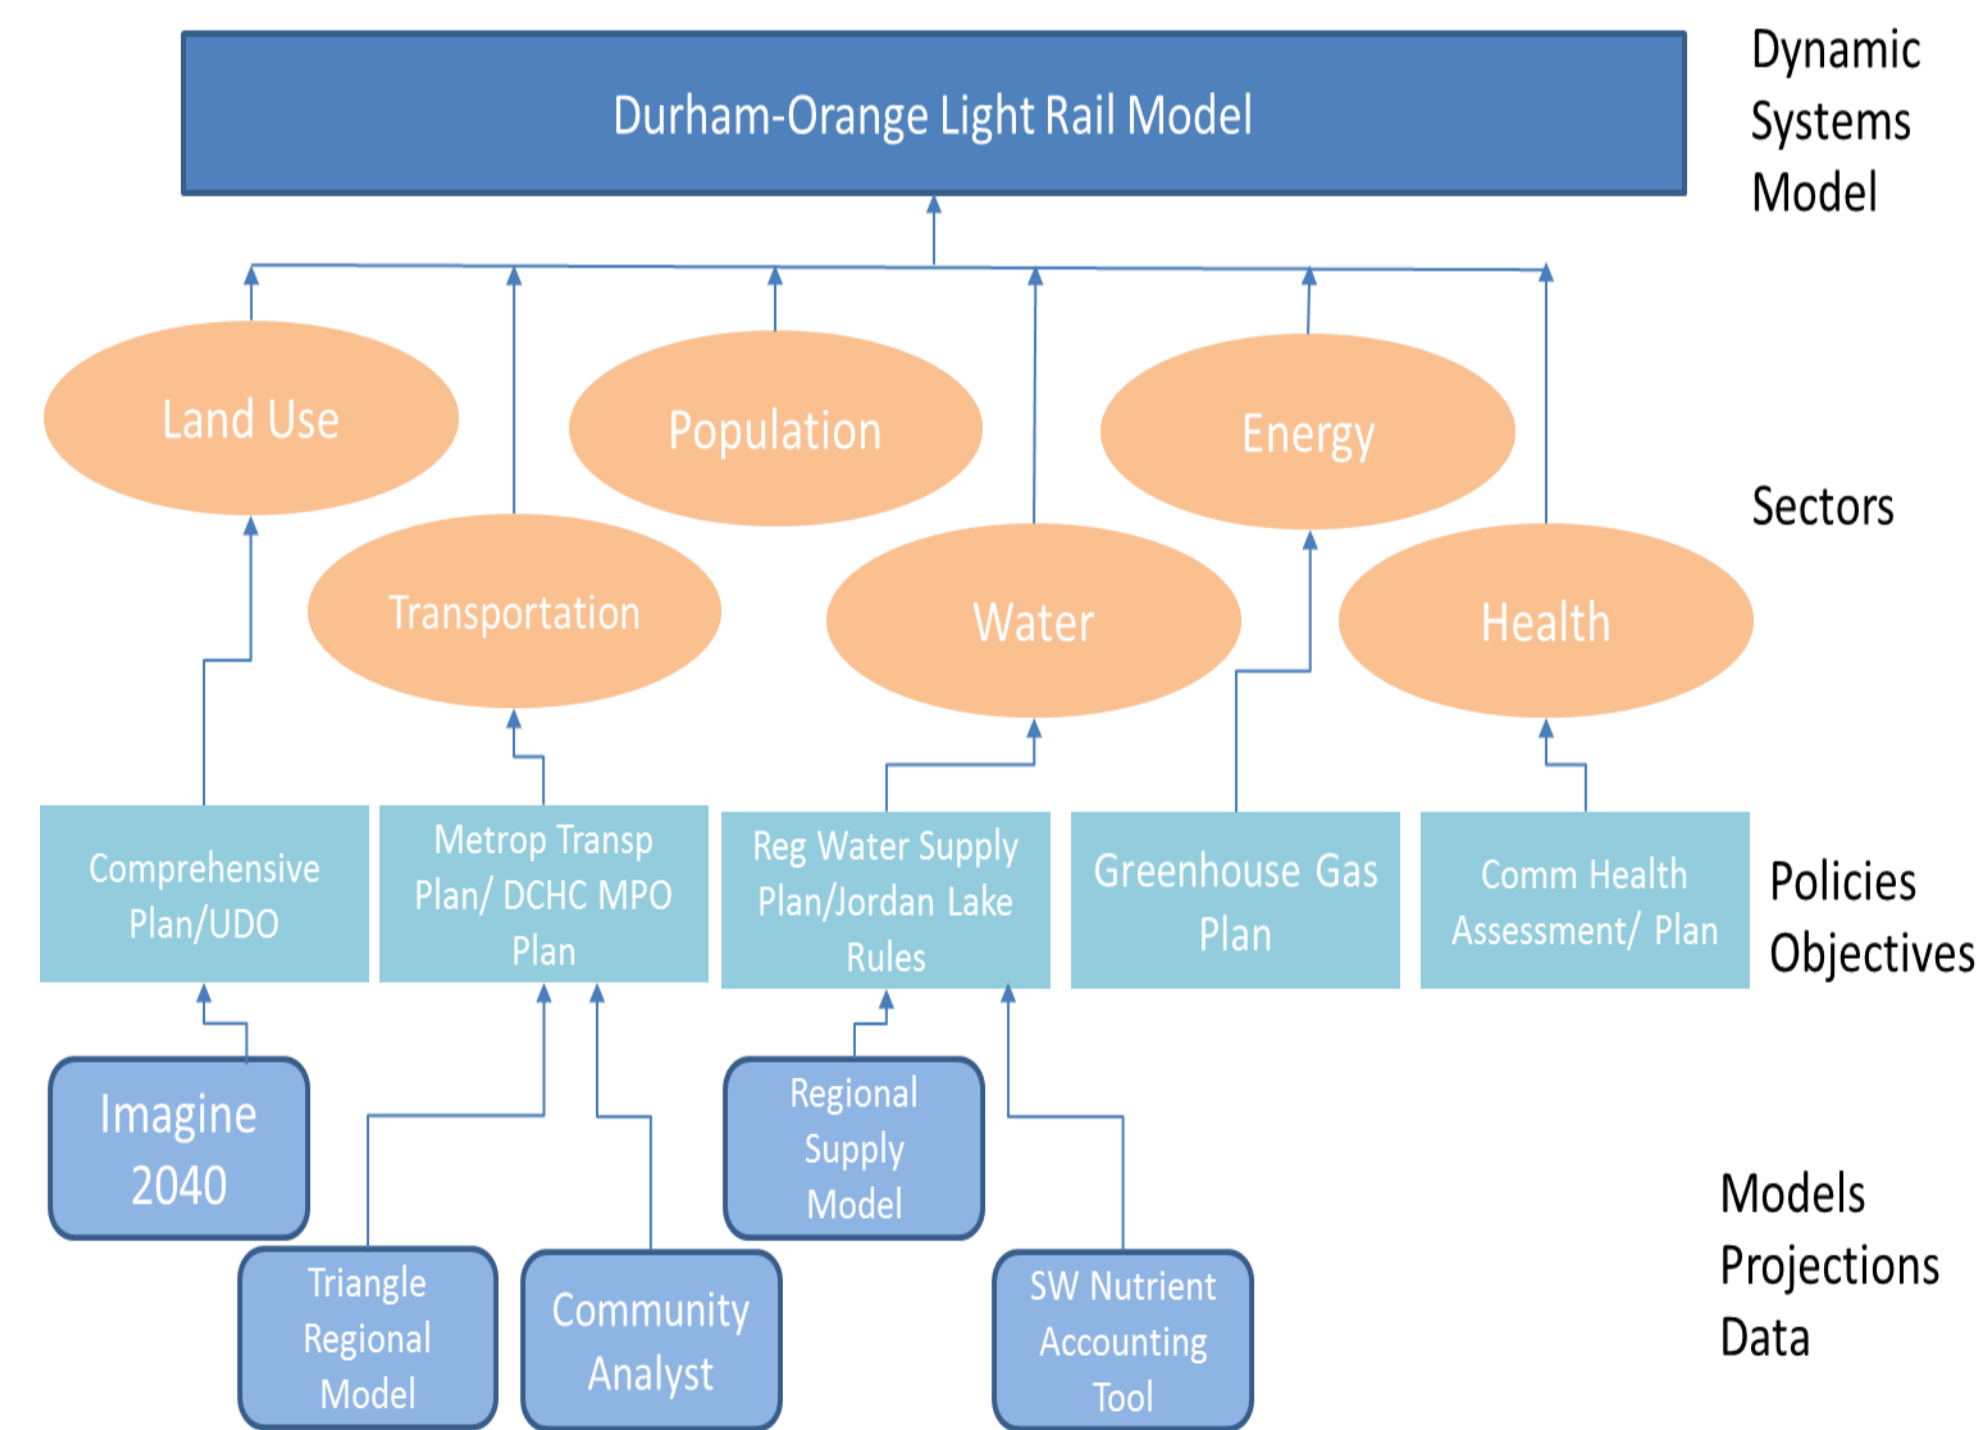 Durham-Orange Light Rail Model
Dynamic
Systems
Model
Land Use
Population
Energy
Transportation
Water
Health
Sectors
Comprehensive
Plan/UDO
Metrop Transp
Plan/ DCHC MPO
Plan
Reg Water Supply
Plan/Jordan Lake
Rules
Greenhouse Gas
Plan
Comm Health
Assessment/ Plan
Policies
Objectives
Imagine
2040
Triangle
Regional
Model
Community
Analyst
Regional
Supply
Model
SW Nutrient
Accounting
Tool
Models
Projections
Data